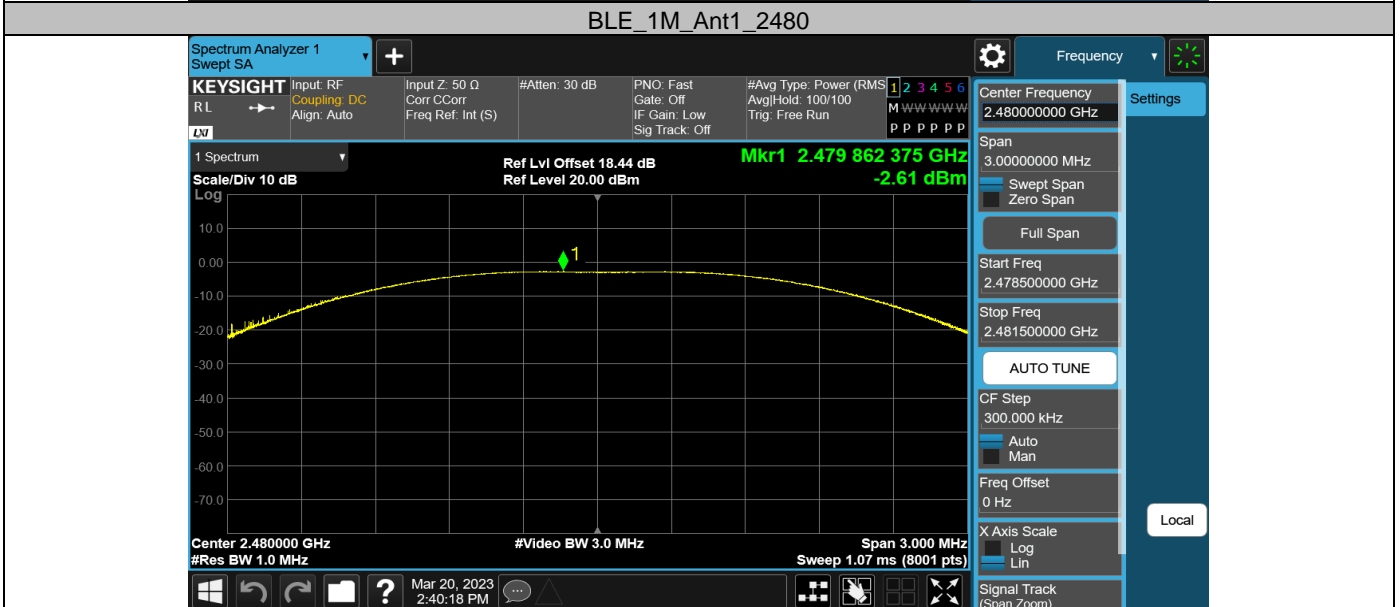 BLE_1M_Ant1_2480
Spectrum Analyzer 1
Swept SA
+
Frequency
KEYSIGHT
RL
LXI
Input: RF
Coupling: DC
Align: Auto
Input Z: 50 Ω
Corr CCorr
Freq Ref: Int (S)
#Atten: 30 dB
PNO: Fast
Gate: Off
IF Gain: Low
Sig Track: Off
#Avg Type: Power (RMS
Avg|Hold: 100/100
Trig: Free Run
1 2 3 4 5 6
M W W W W W
P P P P P P
1 Spectrum
Scale/Div 10 dB
Log
Ref Lvl Offset 18.44 dB
Ref Level 20.00 dBm
Mkr1 2.479 862 375 GHz
-2.61 dBm
10.0
0.00
-10.0
-20.0
-30.0
-40.0
-50.0
-60.0
-70.0
1
Center 2.480000 GHz
#Res BW 1.0 MHz
#Video BW 3.0 MHz
Span 3.000 MHz
Sweep 1.07 ms (8001 pts)
?
Mar 20, 2023
2:40:18 PM
Center Frequency
2.480000000 GHz
Span
3.00000000 MHz
Swept Span
Zero Span
Full Span
Start Freq
2.478500000 GHz
Stop Freq
2.481500000 GHz
AUTO TUNE
CF Step
300.000 kHz
Auto
Man
Freq Offset
0 Hz
X Axis Scale
Log
Lin
Signal Track
(Span Zoom)
Settings
Local